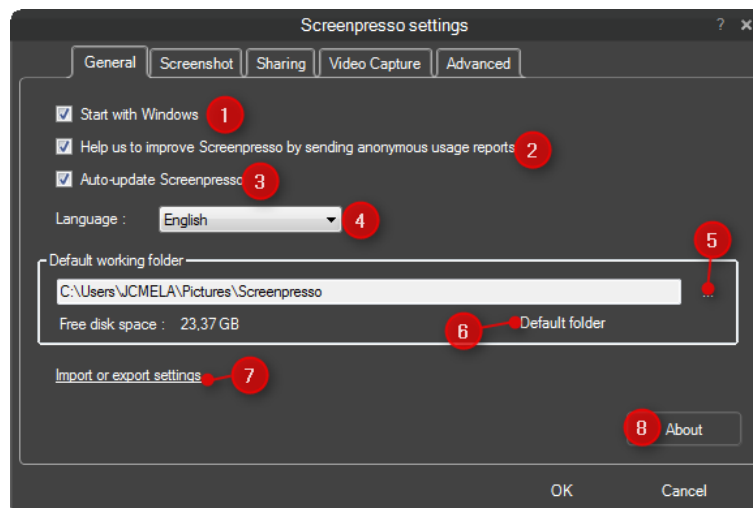 Screenpresso settings ? ×
General Screenshot Sharing Video Capture Advanced
Start with Windows 1
Help us to improve Screenpresso by sending anonymous usage reports 2
Auto-update Screenpresso 3
Language : English 4
5
Default working folder
C:\Users\JCMELA\Pictures\Screenpresso ...
Free disk space : 23,37 GB 6 Default folder
Import or export settings 7
8 About
OK Cancel